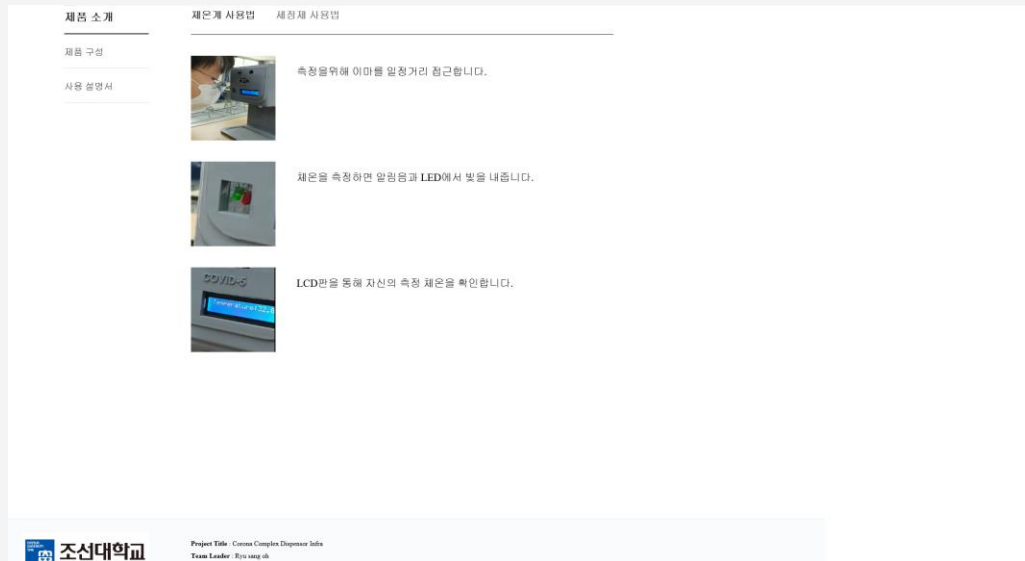 제품 소개
제품 구성
사용 설명서
체온계 사용법 세정제 사용법
측정을위해 이마를 일정거리 접근합니다.
체온을 측정하면 알림음과 LED에서 빛을 내줍니다.
COVID-S
Temperature:32.6
LCD판을 통해 자신의 측정 체온을 확인합니다.
조선대학교
Project Title : Corona Complex Dispensor Infra
Team Leader : Ryu sang oh